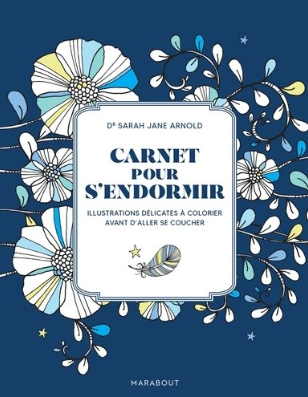 Dr SARAH JANE ARNOLD
CARNET
POUR
S'ENDORMIR
ILLUSTRATIONS DÉLICATES À COLORIER
AVANT D'ALLER SE COUCHER
MARABOUT